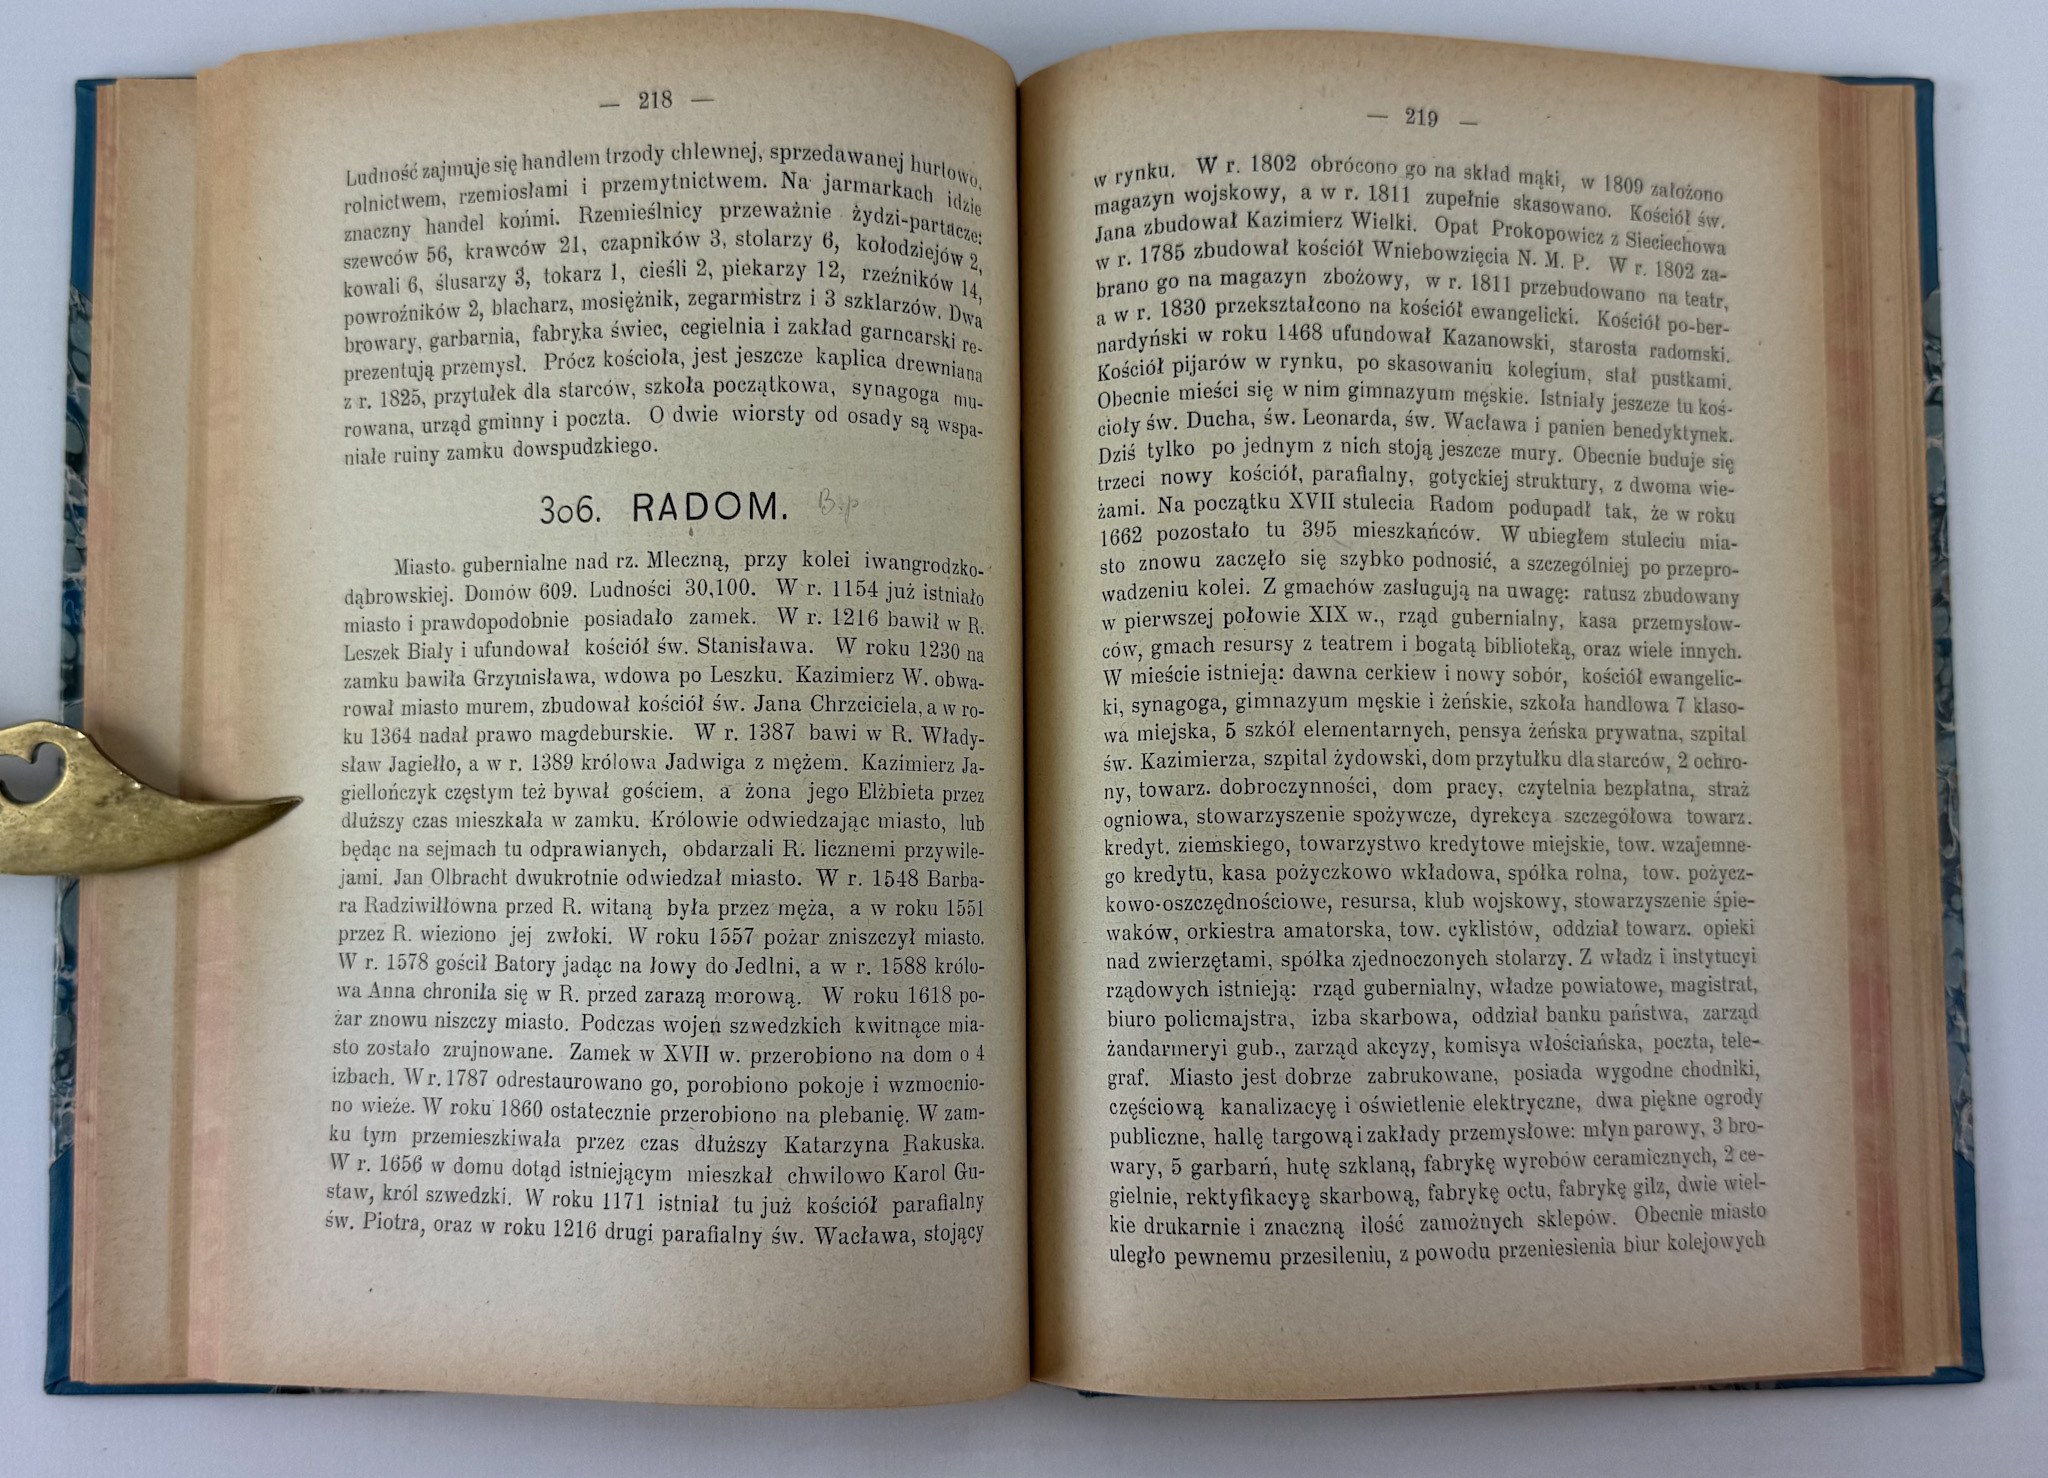 — 218 —
Ludność zajmuje się handlem trzody chlewnej, sprzedawanej hurtowo,
rolnictwem, rzemiosłami i przemytnictwem. Na jarmarkach idzie
znaczny handel końmi. Rzemieślnicy przeważnie żydzi-partacze:
szewców 56, krawców 21, czapników 3, stolarzy 6, kołodziejów 2,
kowali 6, ślusarzy 3, tokarz 1, cieśli 2, piekarzy 12, rzeźników 14,
powroźników 2, blacharz, mosiężnik, zegarmistrz i 3 szklarzów. Dwa
browary, garbarnia, fabryka świec, cegielnia i zakład garncarski re-
prezentują przemysł. Prócz kościoła, jest jeszcze kaplica drewniana
z r. 1825, przytułek dla starców, szkoła początkowa, synagoga mu-
rowana, urząd gminny i poczta. O dwie wiorsty od osady są wspa-
niałe ruiny zamku dowspudzkiego.
306. RADOM.
Miasto gubernialne nad rz. Mleczną, przy kolei iwangrodzko-
dąbrowskiej. Domów 609. Ludności 30,100. W r. 1154 już istniało
miasto i prawdopodobnie posiadało zamek. W r. 1216 bawił w R.
Leszek Biały i ufundował kościół św. Stanisława. W roku 1230 na
zamku bawiła Grzymisława, wdowa po Leszku. Kazimierz W. obwa-
rował miasto murem, zbudował kościół św. Jana Chrzciciela, a w ro-
ku 1364 nadał prawo magdeburskie. W r. 1387 bawi w R. Włady-
sław Jagiełło, a w r. 1389 królowa Jadwiga z mężem. Kazimierz Ja-
giellończyk częstym też bywał gościem, a żona jego Elżbieta przez
dłuższy czas mieszkała w zamku. Królowie odwiedzając miasto, lub
będąc na sejmach tu odprawianych, obdarzali R. licznemi przywile-
jami. Jan Olbracht dwukrotnie odwiedzał miasto. W r. 1548 Barba-
ra Radziwiłłówna przed R. witaną była przez męża, a w roku 1551
przez R. wieziono jej zwłoki. W roku 1557 pożar zniszczył miasto.
W r. 1578 gościł Batory jadąc na łowy do Jedlni, a w r. 1588 królo-
wa Anna chroniła się w R. przed zarazą morową. W roku 1618 po-
żar znowu niszczy miasto. Podczas wojen szwedzkich kwitnące mia-
sto zostało zrujnowane. Zamek w XVII w. przerobiono na dom o 4
izbach. W r. 1787 odrestaurowano go, porobiono pokoje i wzmocnio-
no wieże. W roku 1860 ostatecznie przerobiono na plebanię. W zam-
ku tym przemieszkiwała przez czas dłuższy Katarzyna Rakuska.
W r. 1656 w domu dotąd istniejącym mieszkał chwilowo Karol Gu-
staw, król szwedzki. W roku 1171 istniał tu już kościół parafialny
św. Piotra, oraz w roku 1216 drugi parafialny św. Wacława, stojący
— 219 —
w rynku. W r. 1802 obrócono go na skład mąki, w 1809 założono
magazyn wojskowy, a w r. 1811 zupełnie skasowano. Kościół św.
Jana zbudował Kazimierz Wielki. Opat Prokopowicz z Sieciechowa
w r. 1785 zbudował kościół Wniebowzięcia N. M. P. W r. 1802 za-
brano go na magazyn zbożowy, w r. 1811 przebudowano na teatr,
a w r. 1830 przekształcono na kościół ewangelicki. Kościół po-ber-
nardyński w roku 1468 ufundował Kazanowski, starosta radomski.
Kościół pijarów w rynku, po skasowaniu kolegium, stał pustkami.
Obecnie mieści się w nim gimnazyum męskie. Istniały jeszcze tu koś-
cioły św. Ducha, św. Leonarda, św. Wacława i panien benedyktynek.
Dziś tylko po jednym z nich stoją jeszcze mury. Obecnie buduje się
trzeci nowy kościół, parafialny, gotyckiej struktury, z dwoma wie-
żami. Na początku XVII stulecia Radom podupadł tak, że w roku
1662 pozostało tu 395 mieszkańców. W ubiegłem stuleciu mia-
sto znowu zaczęło się szybko podnosić, a szczególniej po przepro-
wadzeniu kolei. Z gmachów zasługują na uwagę: ratusz zbudowany
w pierwszej połowie XIX w., rząd gubernialny, kasa przemysłow-
ców, gmach resursy z teatrem i bogatą biblioteką, oraz wiele innych.
W mieście istnieją: dawna cerkiew i nowy sobór, kościół ewangelic-
ki, synagoga, gimnazyum męskie i żeńskie, szkoła handlowa 7 klaso-
wa miejska, 5 szkół elementarnych, pensya żeńska prywatna, szpital
św. Kazimierza, szpital żydowski, dom przytułku dla starców, 2 ochro-
ny, towarz. dobroczynności, dom pracy, czytelnia bezpłatna, straż
ogniowa, stowarzyszenie spożywcze, dyrekcya szczegółowa towarz.
kredyt. ziemskiego, towarzystwo kredytowe miejskie, tow. wzajemne-
go kredytu, kasa pożyczkowo wkładowa, spółka rolna, tow. pożycz-
kowo-oszczędnościowe, resursa, klub wojskowy, stowarzyszenie śpie-
waków, orkiestra amatorska, tow. cyklistów, oddział towarz. opieki
nad zwierzętami, spółka zjednoczonych stolarzy. Z władz i instytucyi
rządowych istnieją: rząd gubernialny, władze powiatowe, magistrat,
biuro policmajstra, izba skarbowa, oddział banku państwa, zarząd
żandarmeryi gub., zarząd akcyzy, komisya włościańska, poczta, tele-
graf. Miasto jest dobrze zabrukowane, posiada wygodne chodniki,
częściową kanalizacyę i oświetlenie elektryczne, dwa piękne ogrody
publiczne, hallę targową i zakłady przemysłowe: młyn parowy, 3 bro-
wary, 5 garbarń, hutę szklaną, fabrykę wyrobów ceramicznych, 2 ce-
gielnie, rektyfikacyę skarbową, fabrykę octu, fabrykę gilz, dwie wiel-
kie drukarnie i znaczną ilość zamożnych sklepów. Obecnie miasto
uległo pewnemu przesileniu, z powodu przeniesienia biur kolejowych